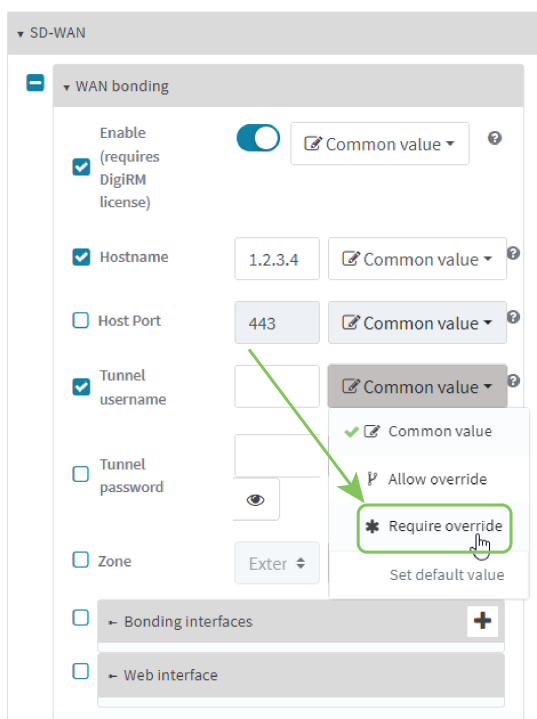 SD-WAN
WAN bonding
Enable
(requires
DigiRM
license)
Common value
Hostname
1.2.3.4
Common value
Host Port
443
Common value
Tunnel
username
Common value
Common value
Allow override
Require override
Set default value
Tunnel
password
Zone
Exter
Bonding interfaces
Web interface